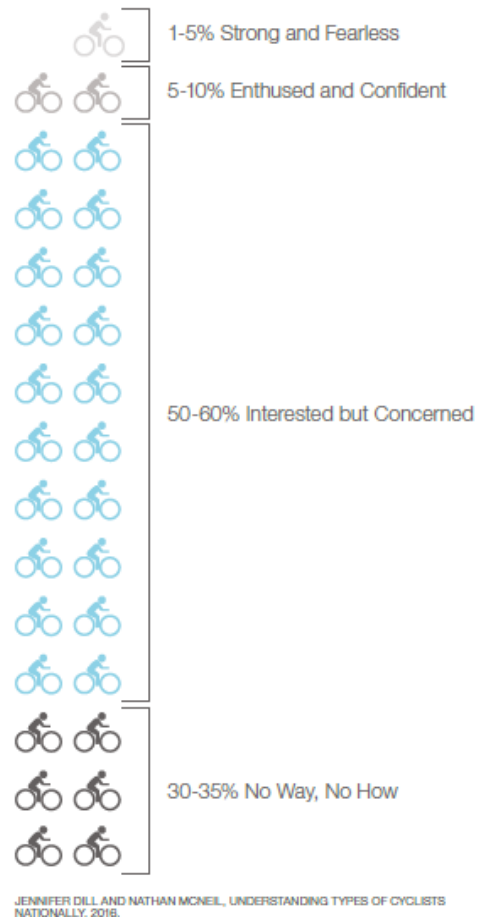 1-5% Strong and Fearless
5-10% Enthused and Confident
50-60% Interested but Concerned
30-35% No Way, No How
JENNIFER DILL AND NATHAN MCNEIL, UNDERSTANDING TYPES OF CYCLISTS
NATIONALLY. 2016.